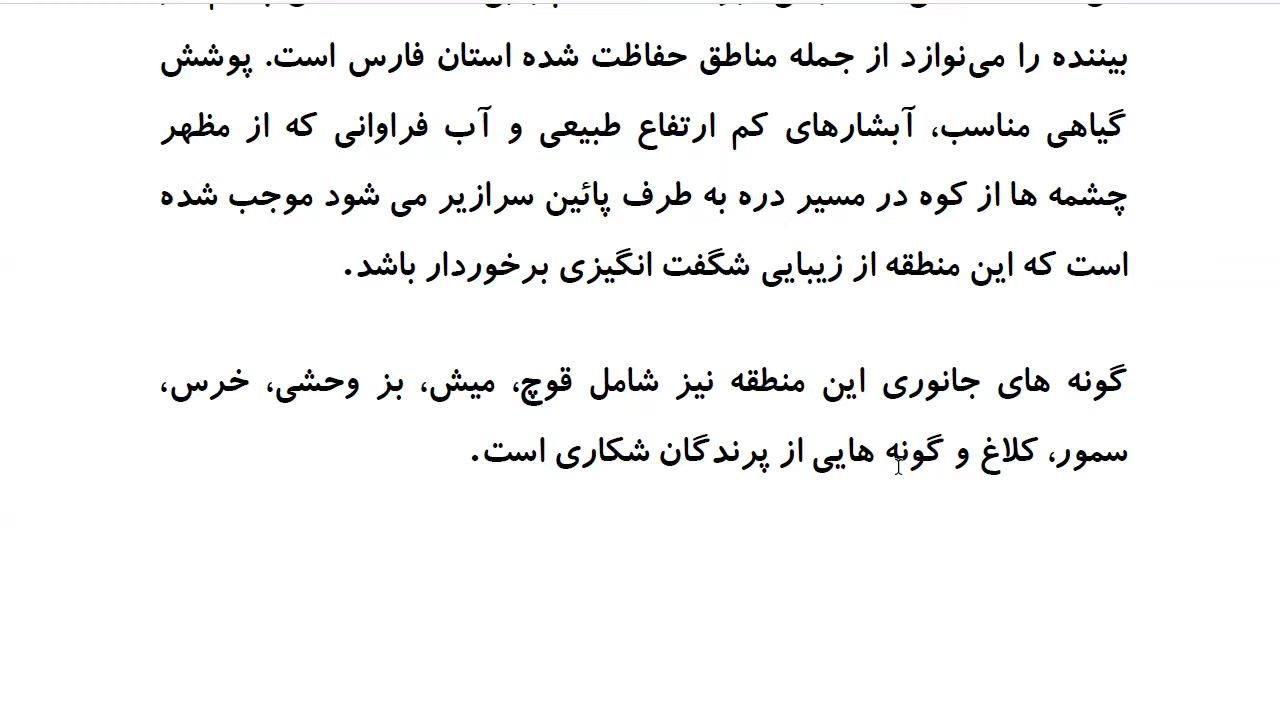 بیننده را می‌نوازد از جمله مناطق حفاظت شده استان فارس است. پوشش
گیاهی مناسب، آبشارهای کم ارتفاع طبیعی و آب فراوانی که از مظهر
چشمه ها از کوه در مسیر دره به طرف پائین سرازیر می شود موجب شده
است که این منطقه از زیبایی شگفت انگیزی برخوردار باشد.
گونه های جانوری این منطقه نیز شامل قوچ، میش، بز وحشی، خرس،
سمور، کلاغ و گونه هایی از پرندگان شکاری است.